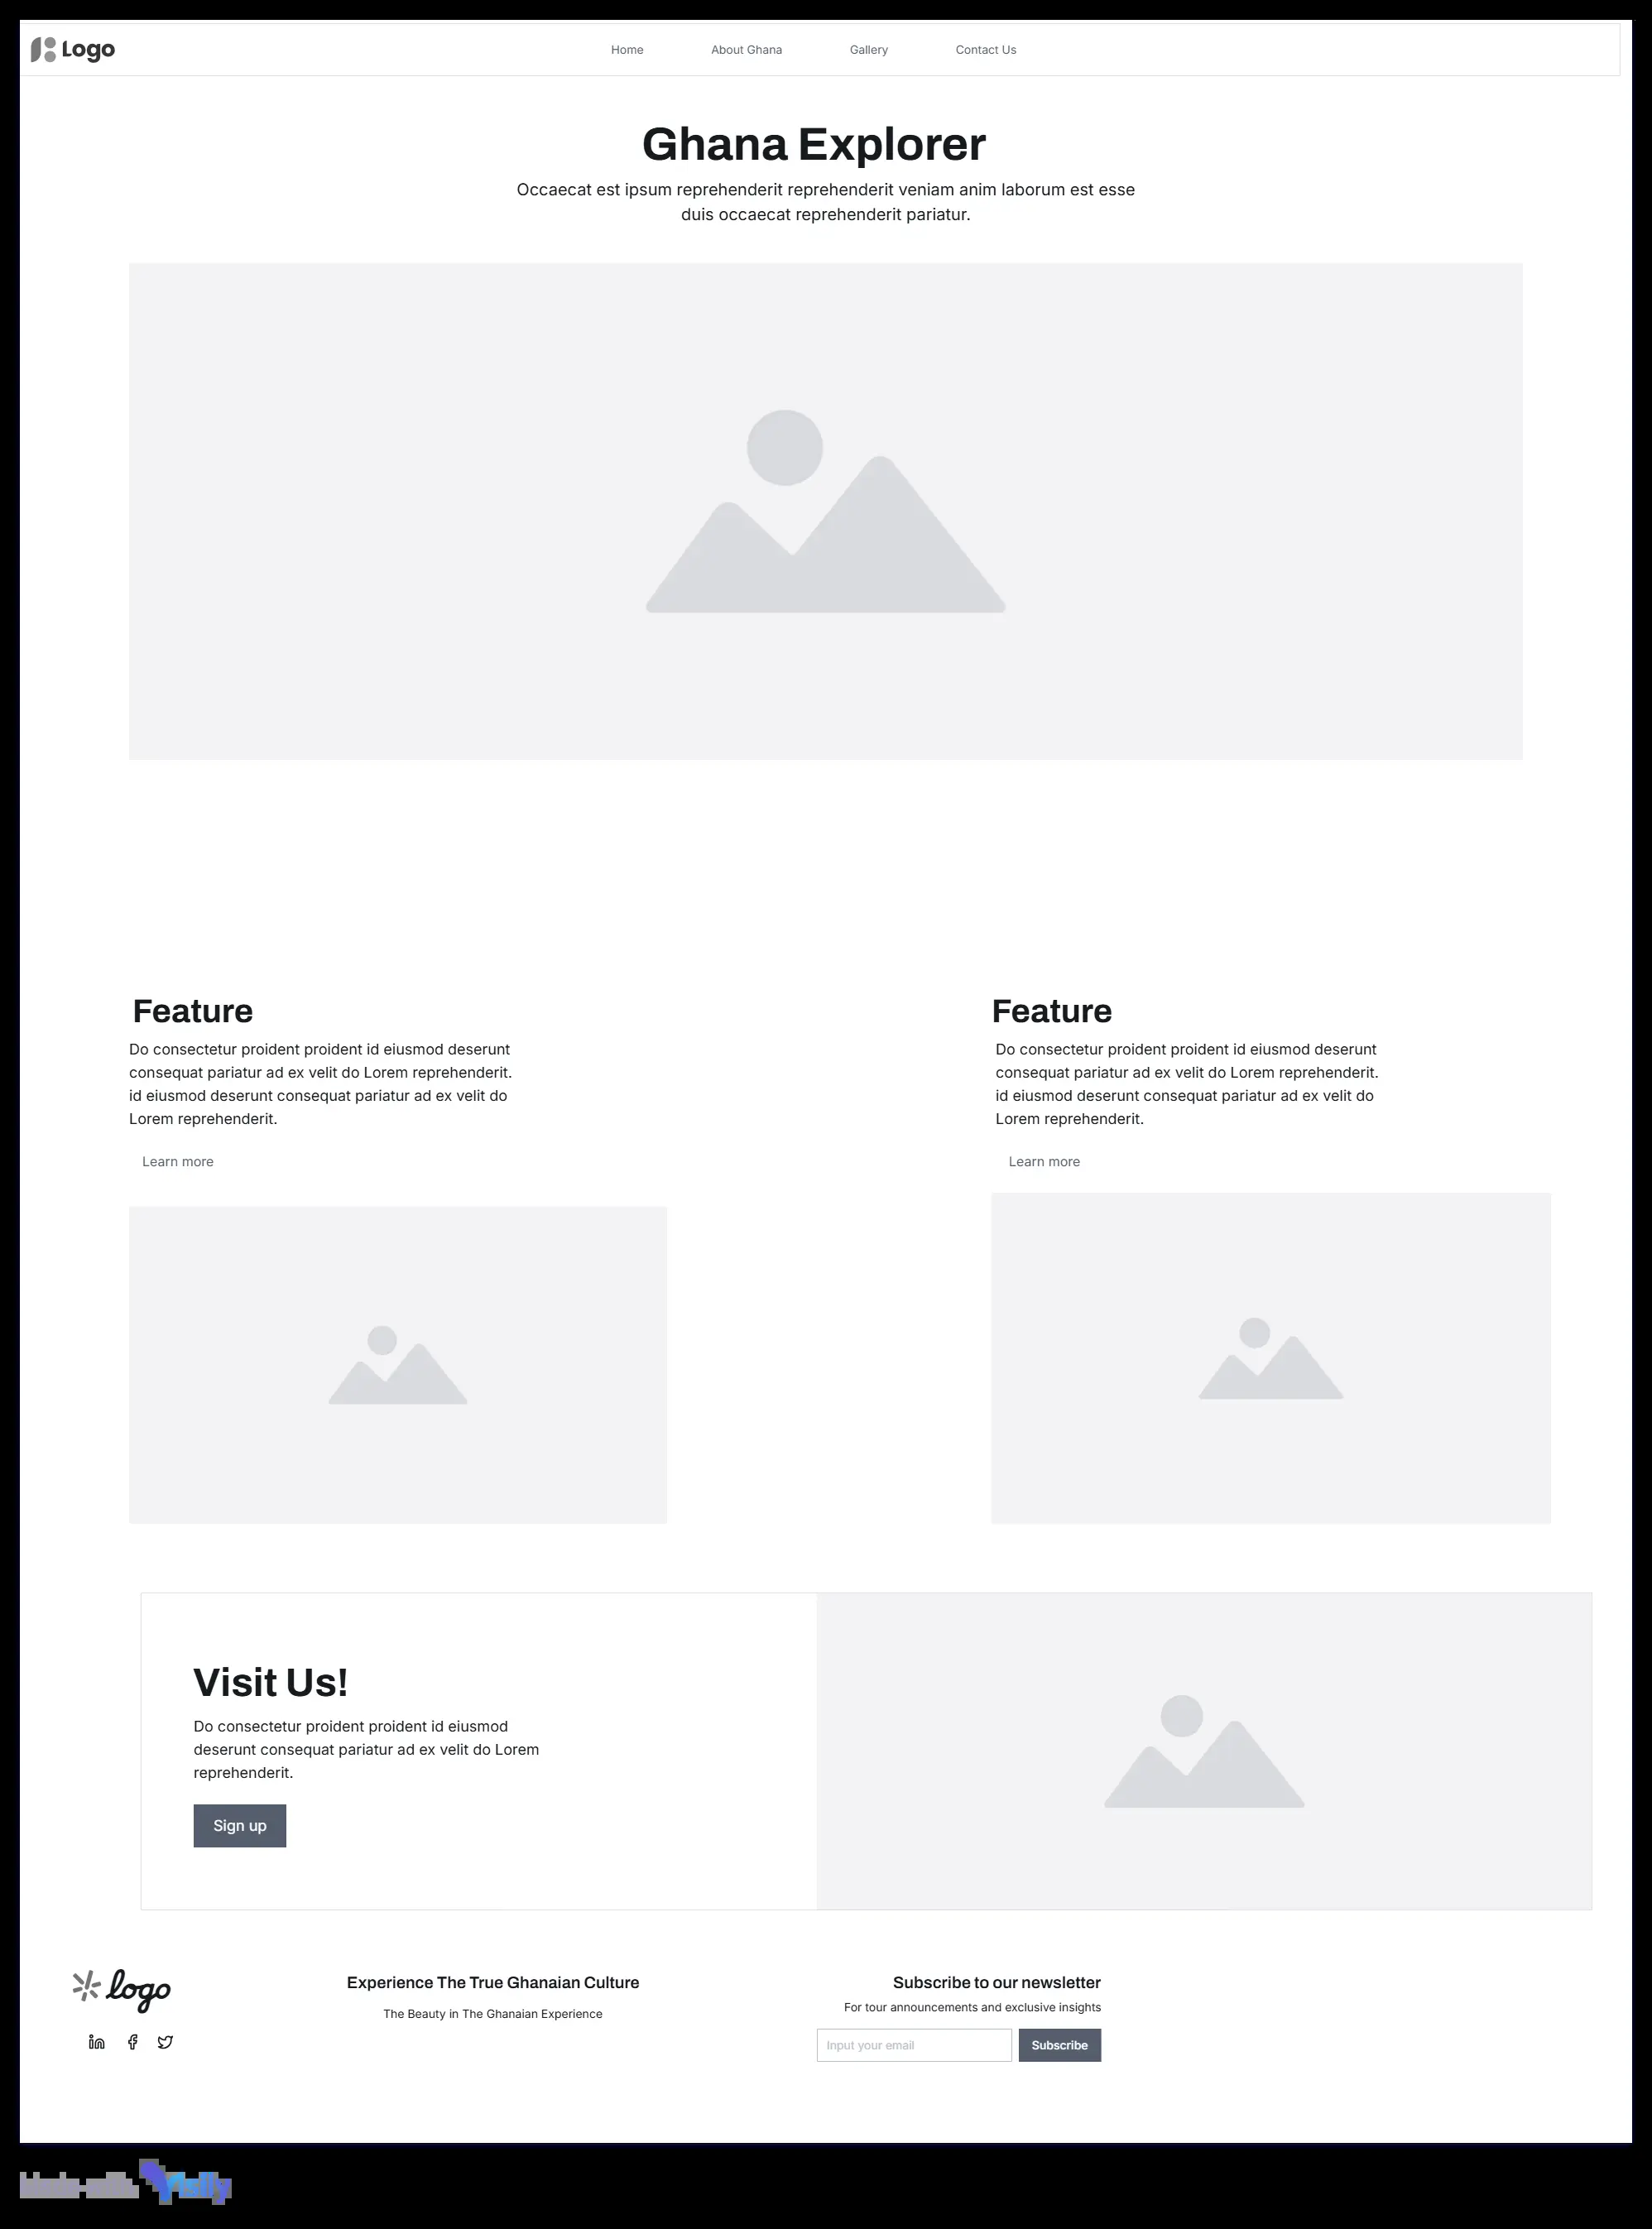 Logo
Home About Ghana Gallery Contact Us
Ghana Explorer
Occaecat est ipsum reprehenderit reprehenderit veniam anim laborum est esse
duis occaecat reprehenderit pariatur.
Feature
Do consectetur proident proident id eiusmod deserunt
consequat pariatur ad ex velit do Lorem reprehenderit.
id eiusmod deserunt consequat pariatur ad ex velit do
Lorem reprehenderit.
Learn more
Feature
Do consectetur proident proident id eiusmod deserunt
consequat pariatur ad ex velit do Lorem reprehenderit.
id eiusmod deserunt consequat pariatur ad ex velit do
Lorem reprehenderit.
Learn more
Visit Us!
Do consectetur proident proident id eiusmod
deserunt consequat pariatur ad ex velit do Lorem
reprehenderit.
Sign up
logo
Experience The True Ghanaian Culture
The Beauty in The Ghanaian Experience
Subscribe to our newsletter
For tour announcements and exclusive insights
Input your email
Subscribe
Visily